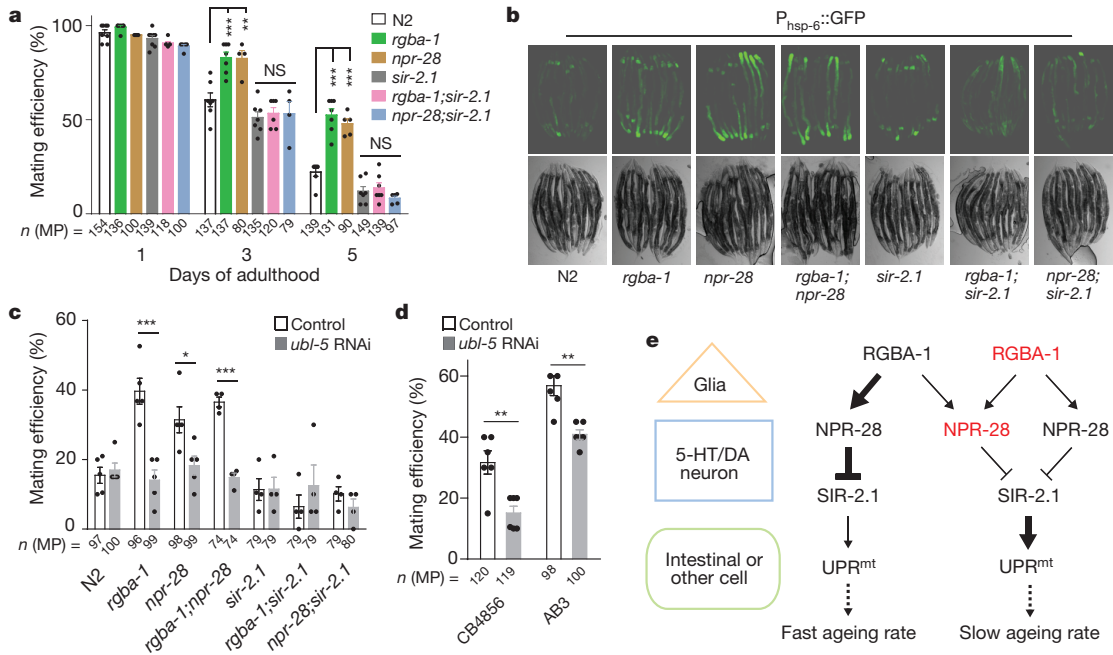 a
Mating efficiency (%)
100
50
0
***
**
NS
***
***
NS
N2
rgba-1
npr-28
sir-2.1
rgba-1;sir-2.1
npr-28;sir-2.1
n (MP) = 154 136 100 139 118 100 137 137 80 135 120 79 139 131 90 149 139 97
1 3 5
Days of adulthood
b
Phsp-6::GFP
N2 rgba-1 npr-28 rgba-1; npr-28 sir-2.1 rgba-1; sir-2.1 npr-28; sir-2.1
c
Mating efficiency (%)
60
40
20
0
Control
ubl-5 RNAi
***
*
***
n (MP) = 97 100 96 99 98 99 74 74 79 79 79 79 79 80
N2 rgba-1 npr-28 rgba-1;npr-28 sir-2.1 rgba-1;sir-2.1 npr-28;sir-2.1
d
Control
ubl-5 RNAi
Mating efficiency (%)
60
40
20
0
**
**
n (MP) = 120 119 98 100
CB4856 AB3
e
Glia
5-HT/DA
neuron
Intestinal or
other cell
RGBA-1 RGBA-1
NPR-28 NPR-28 NPR-28
SIR-2.1 SIR-2.1
UPRmt UPRmt
Fast ageing rate Slow ageing rate